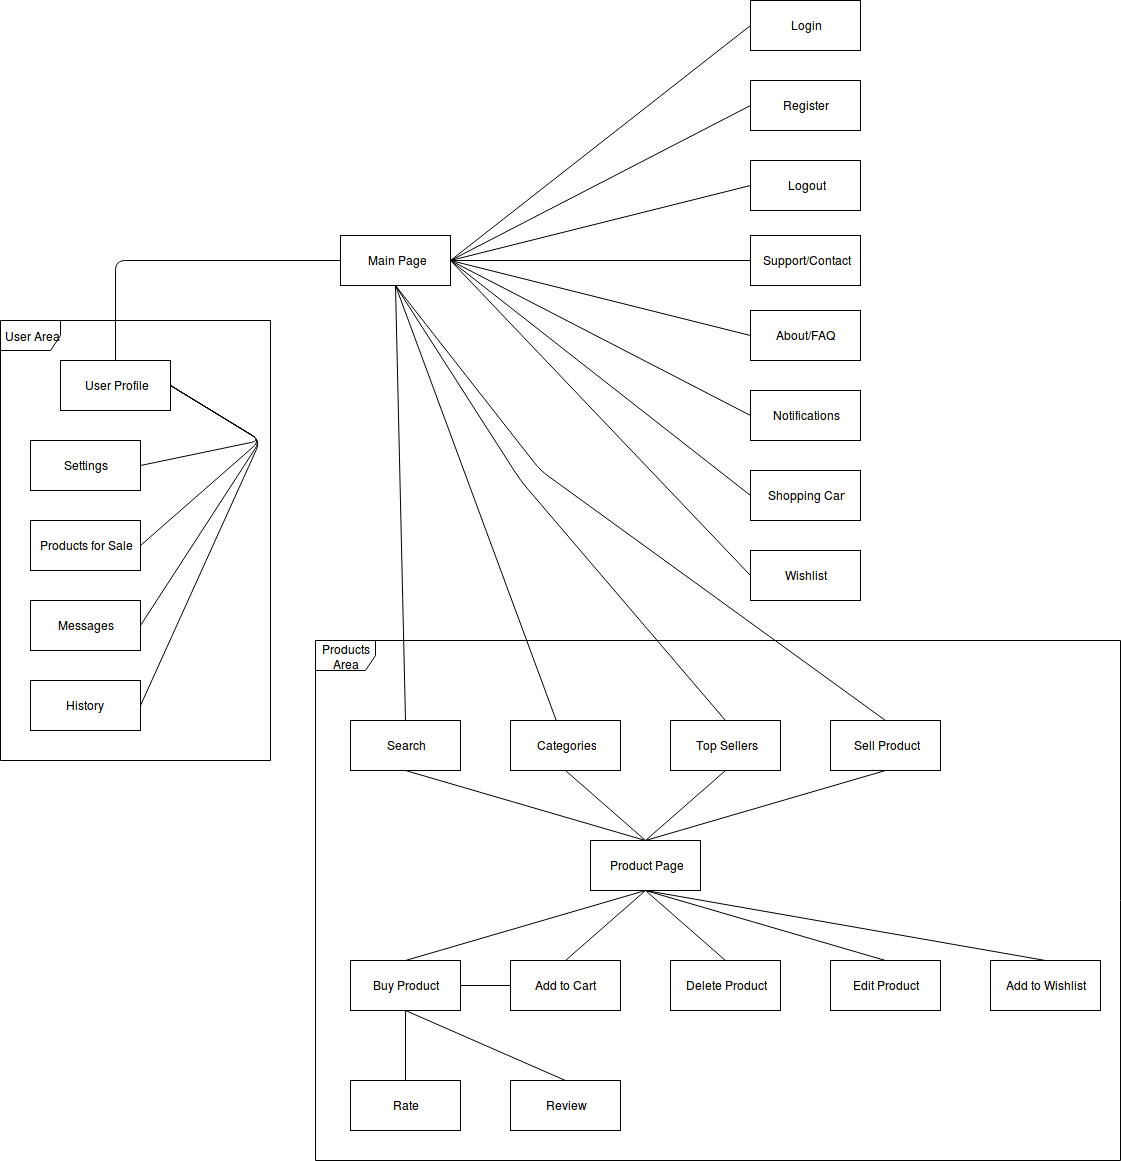 Login
Register
Logout
Main Page
Support/Contact
About/FAQ
User Area
User Profile
Notifications
Settings
Shopping Car
Products for Sale
Wishlist
Messages
Products
Area
History
Search
Categories
Top Sellers
Sell Product
Product Page
Buy Product
Add to Cart
Delete Product
Edit Product
Add to Wishlist
Rate
Review